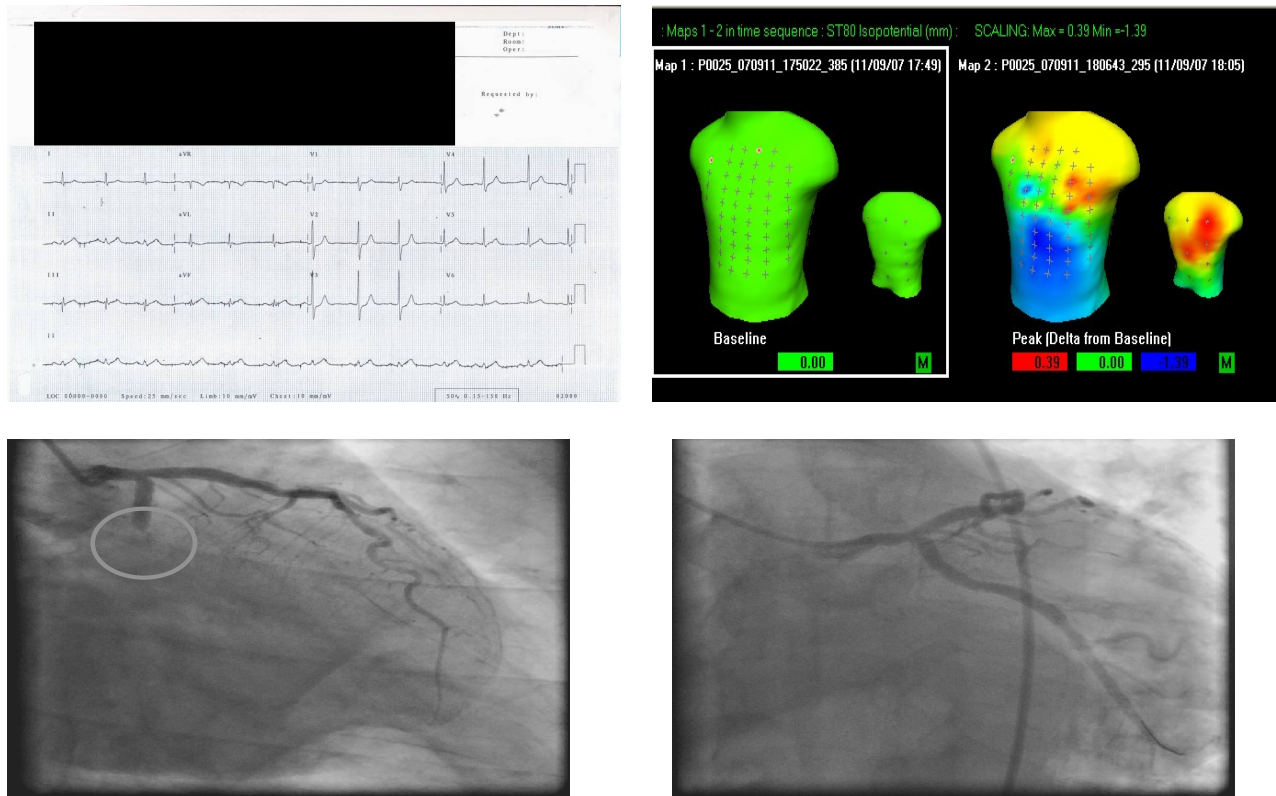 Dept:
Room:
Oper:
Requested by:
I aVR V1 V4
II aVL V2 V5
III aVF V3 V6
II
Speed:25 mm/sec Limb:10 mm/mV Chest:10 mm/mV
: Maps 1 - 2 in time sequence : ST80 Isopotential (mm) : SCALING: Max = 0.39 Min =-1.39
Map 1 : P0025_070911_175022_385 (11/09/07 17:49) Map 2 : P0025_070911_180643_295 (11/09/07 18:05)
Baseline Peak (Delta from Baseline)
0.00 M 0.39 0.00 -1.39 M